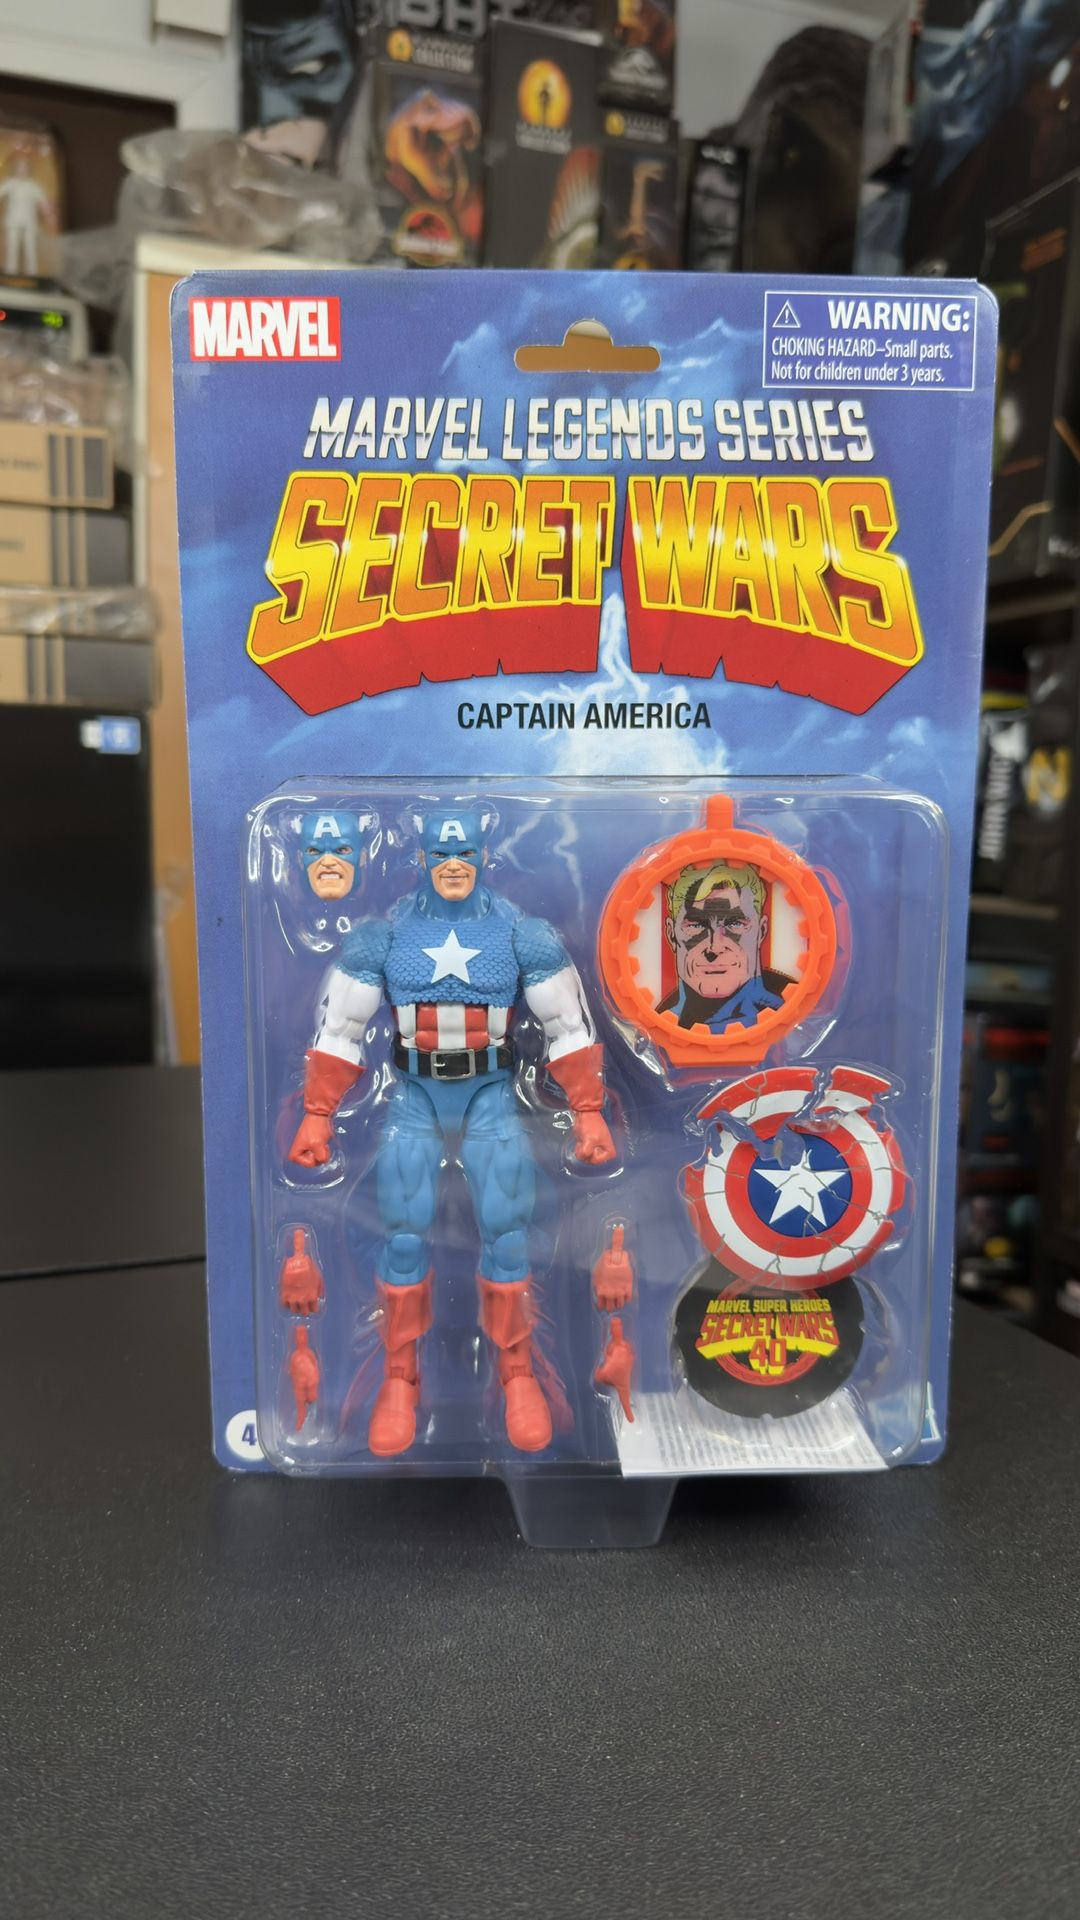 MARVEL
WARNING:
CHOKING HAZARD–Small parts.
Not for children under 3 years.
MARVEL LEGENDS SERIES
SECRET WARS
CAPTAIN AMERICA
A
A
MARVEL SUPER HEROES
SECRET WARS
40
4